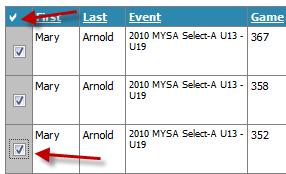 First Last Event Game
Mary Arnold 2010 MYSA Select-A U13 - 367
U19
Mary Arnold 2010 MYSA Select-A U13 - 358
U19
Mary Arnold 2010 MYSA Select-A U13 - 352
U19